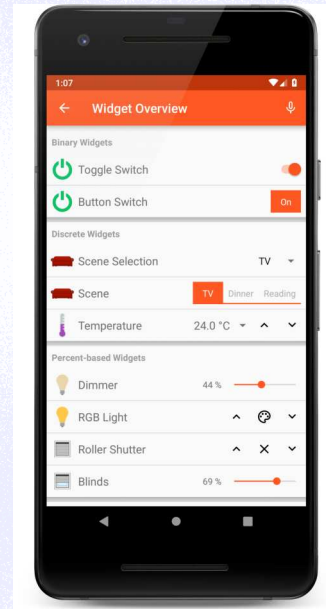 1:07
Widget Overview
Binary Widgets
Toggle Switch
Button Switch On
Discrete Widgets
Scene Selection TV
Scene TV Dinner Reading
Temperature 24.0 °C
Percent-based Widgets
Dimmer 44 %
RGB Light
Roller Shutter
Blinds 69 %